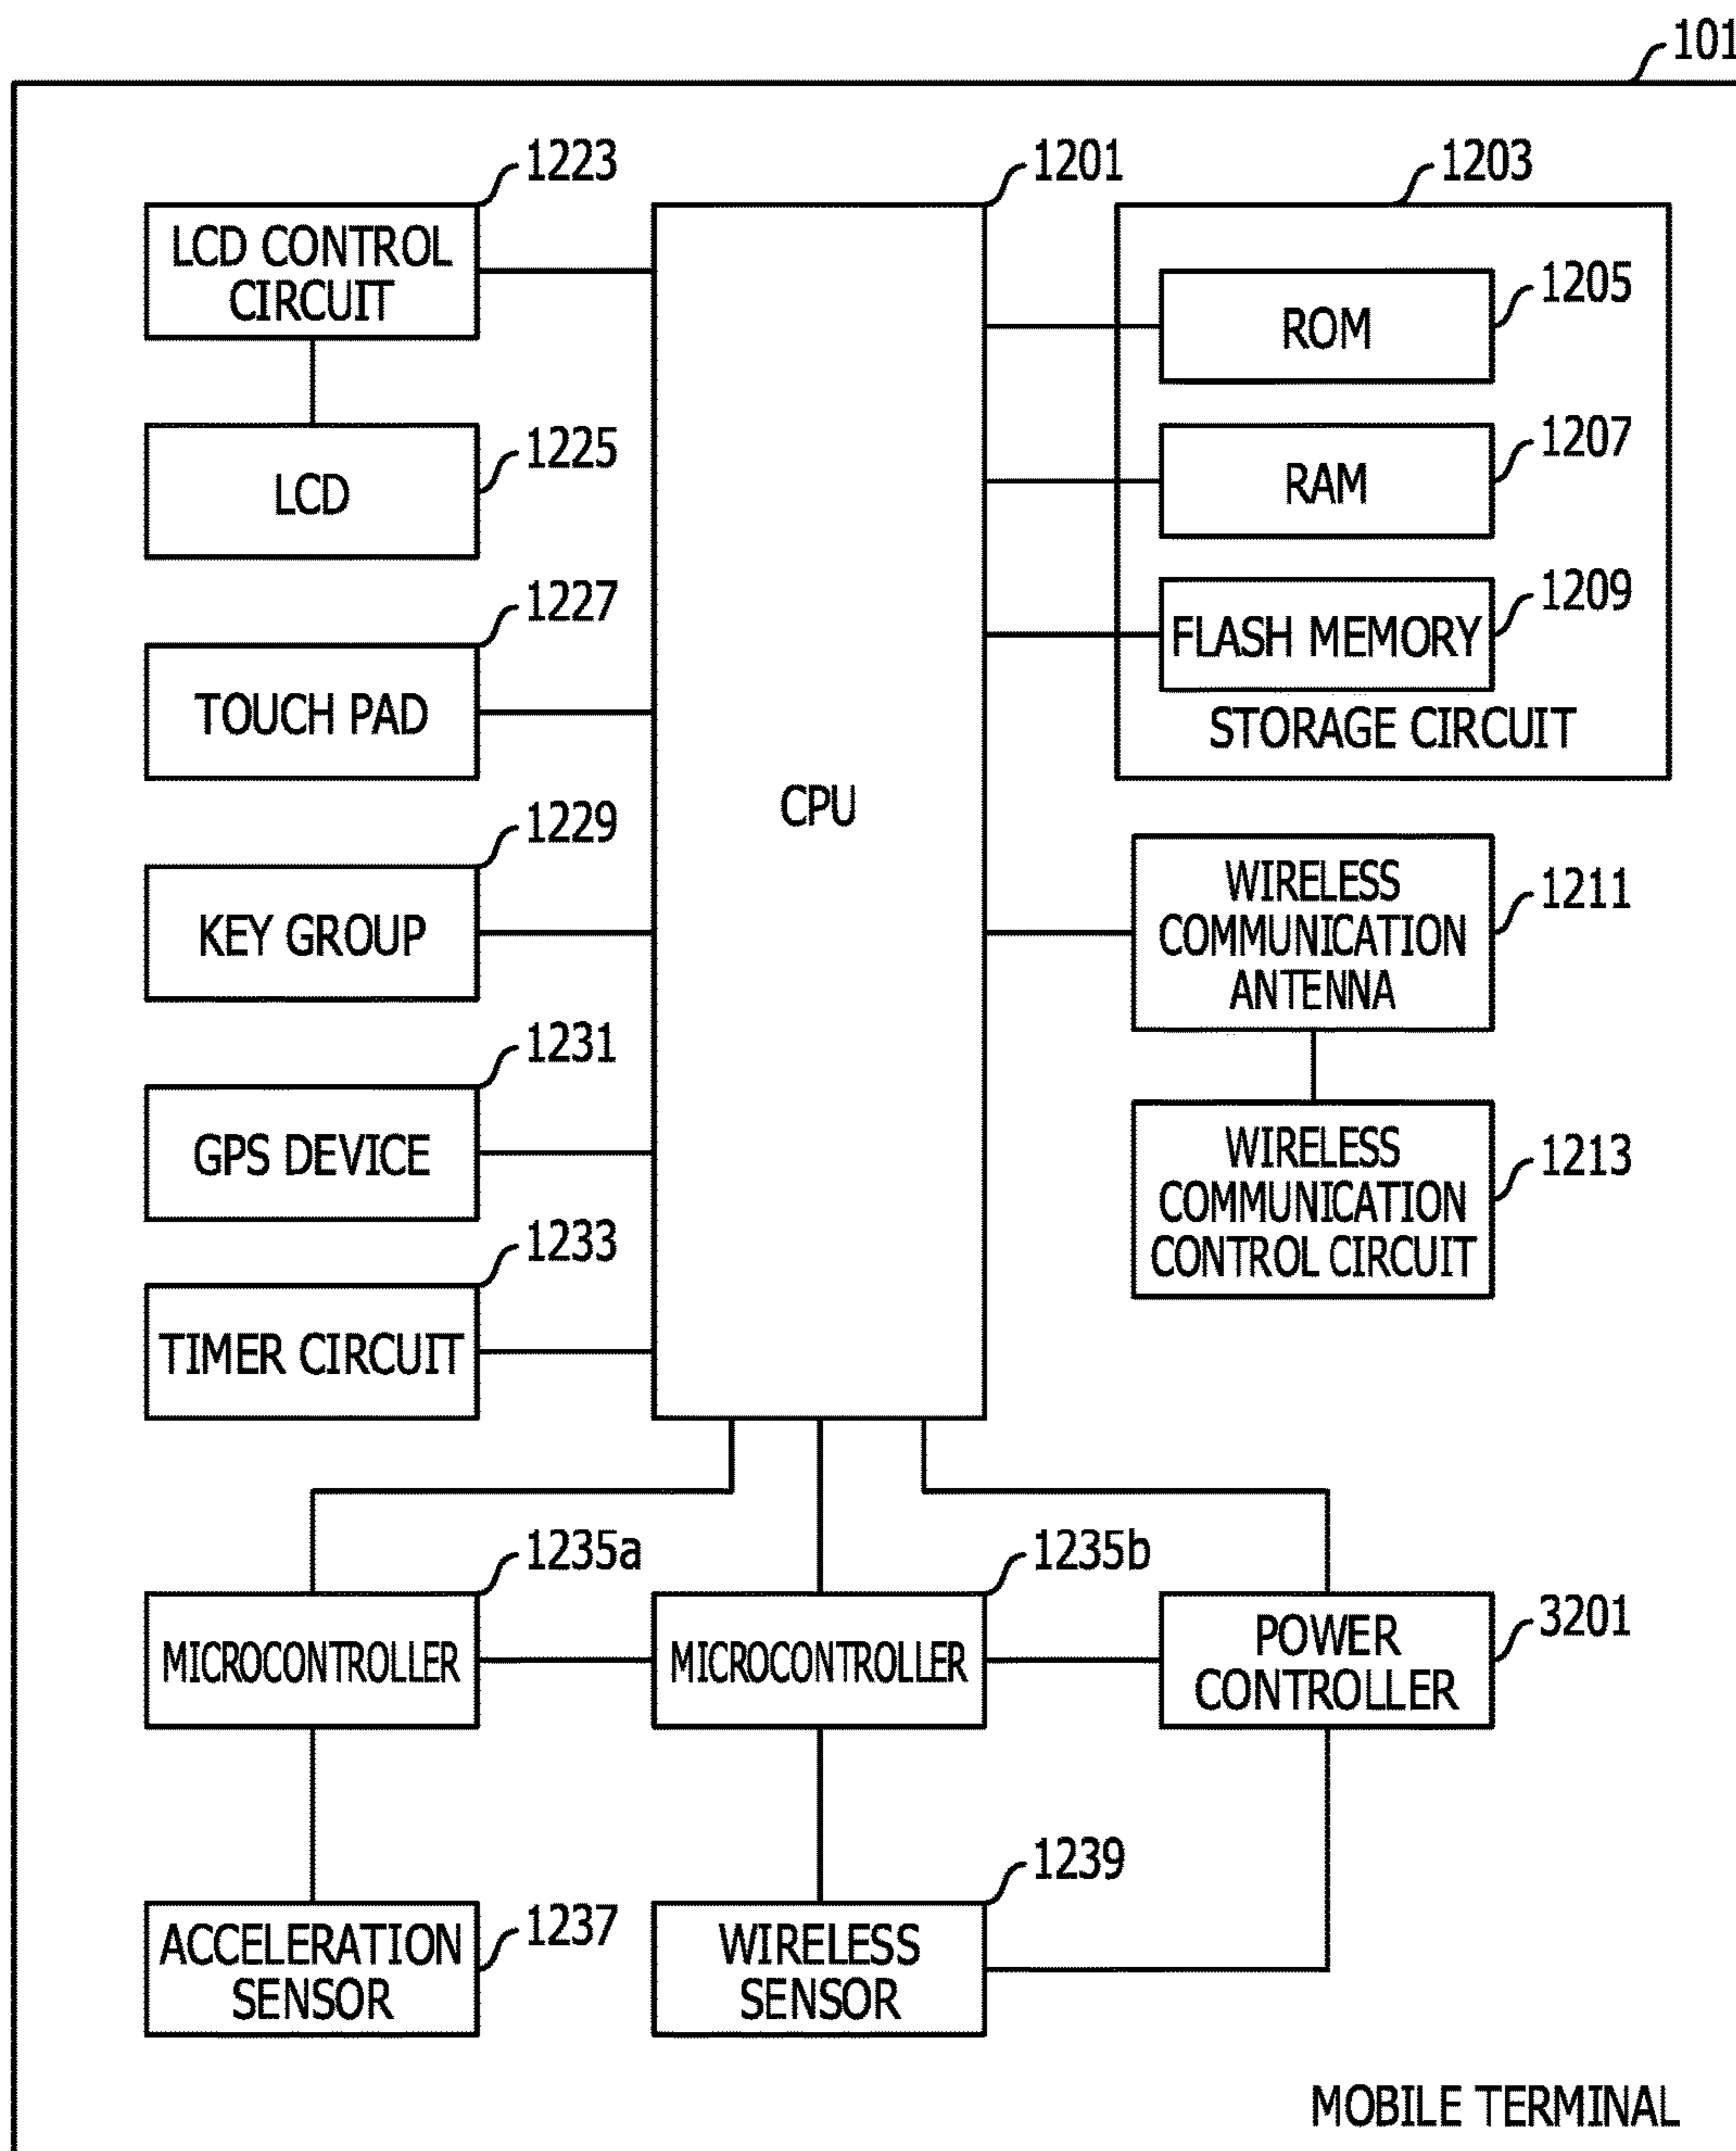 101
1223
1201
1203
LCD CONTROL
CIRCUIT
1205
ROM
1225
LCD
1207
RAM
1227
TOUCH PAD
1209
FLASH MEMORY
STORAGE CIRCUIT
CPU
1229
KEY GROUP
WIRELESS
COMMUNICATION
ANTENNA
1211
1231
GPS DEVICE
WIRELESS
COMMUNICATION
CONTROL CIRCUIT
1213
1233
TIMER CIRCUIT
1235a
MICROCONTROLLER
1235b
MICROCONTROLLER
POWER
CONTROLLER
3201
ACCELERATION
SENSOR
1237
1239
WIRELESS
SENSOR
MOBILE TERMINAL